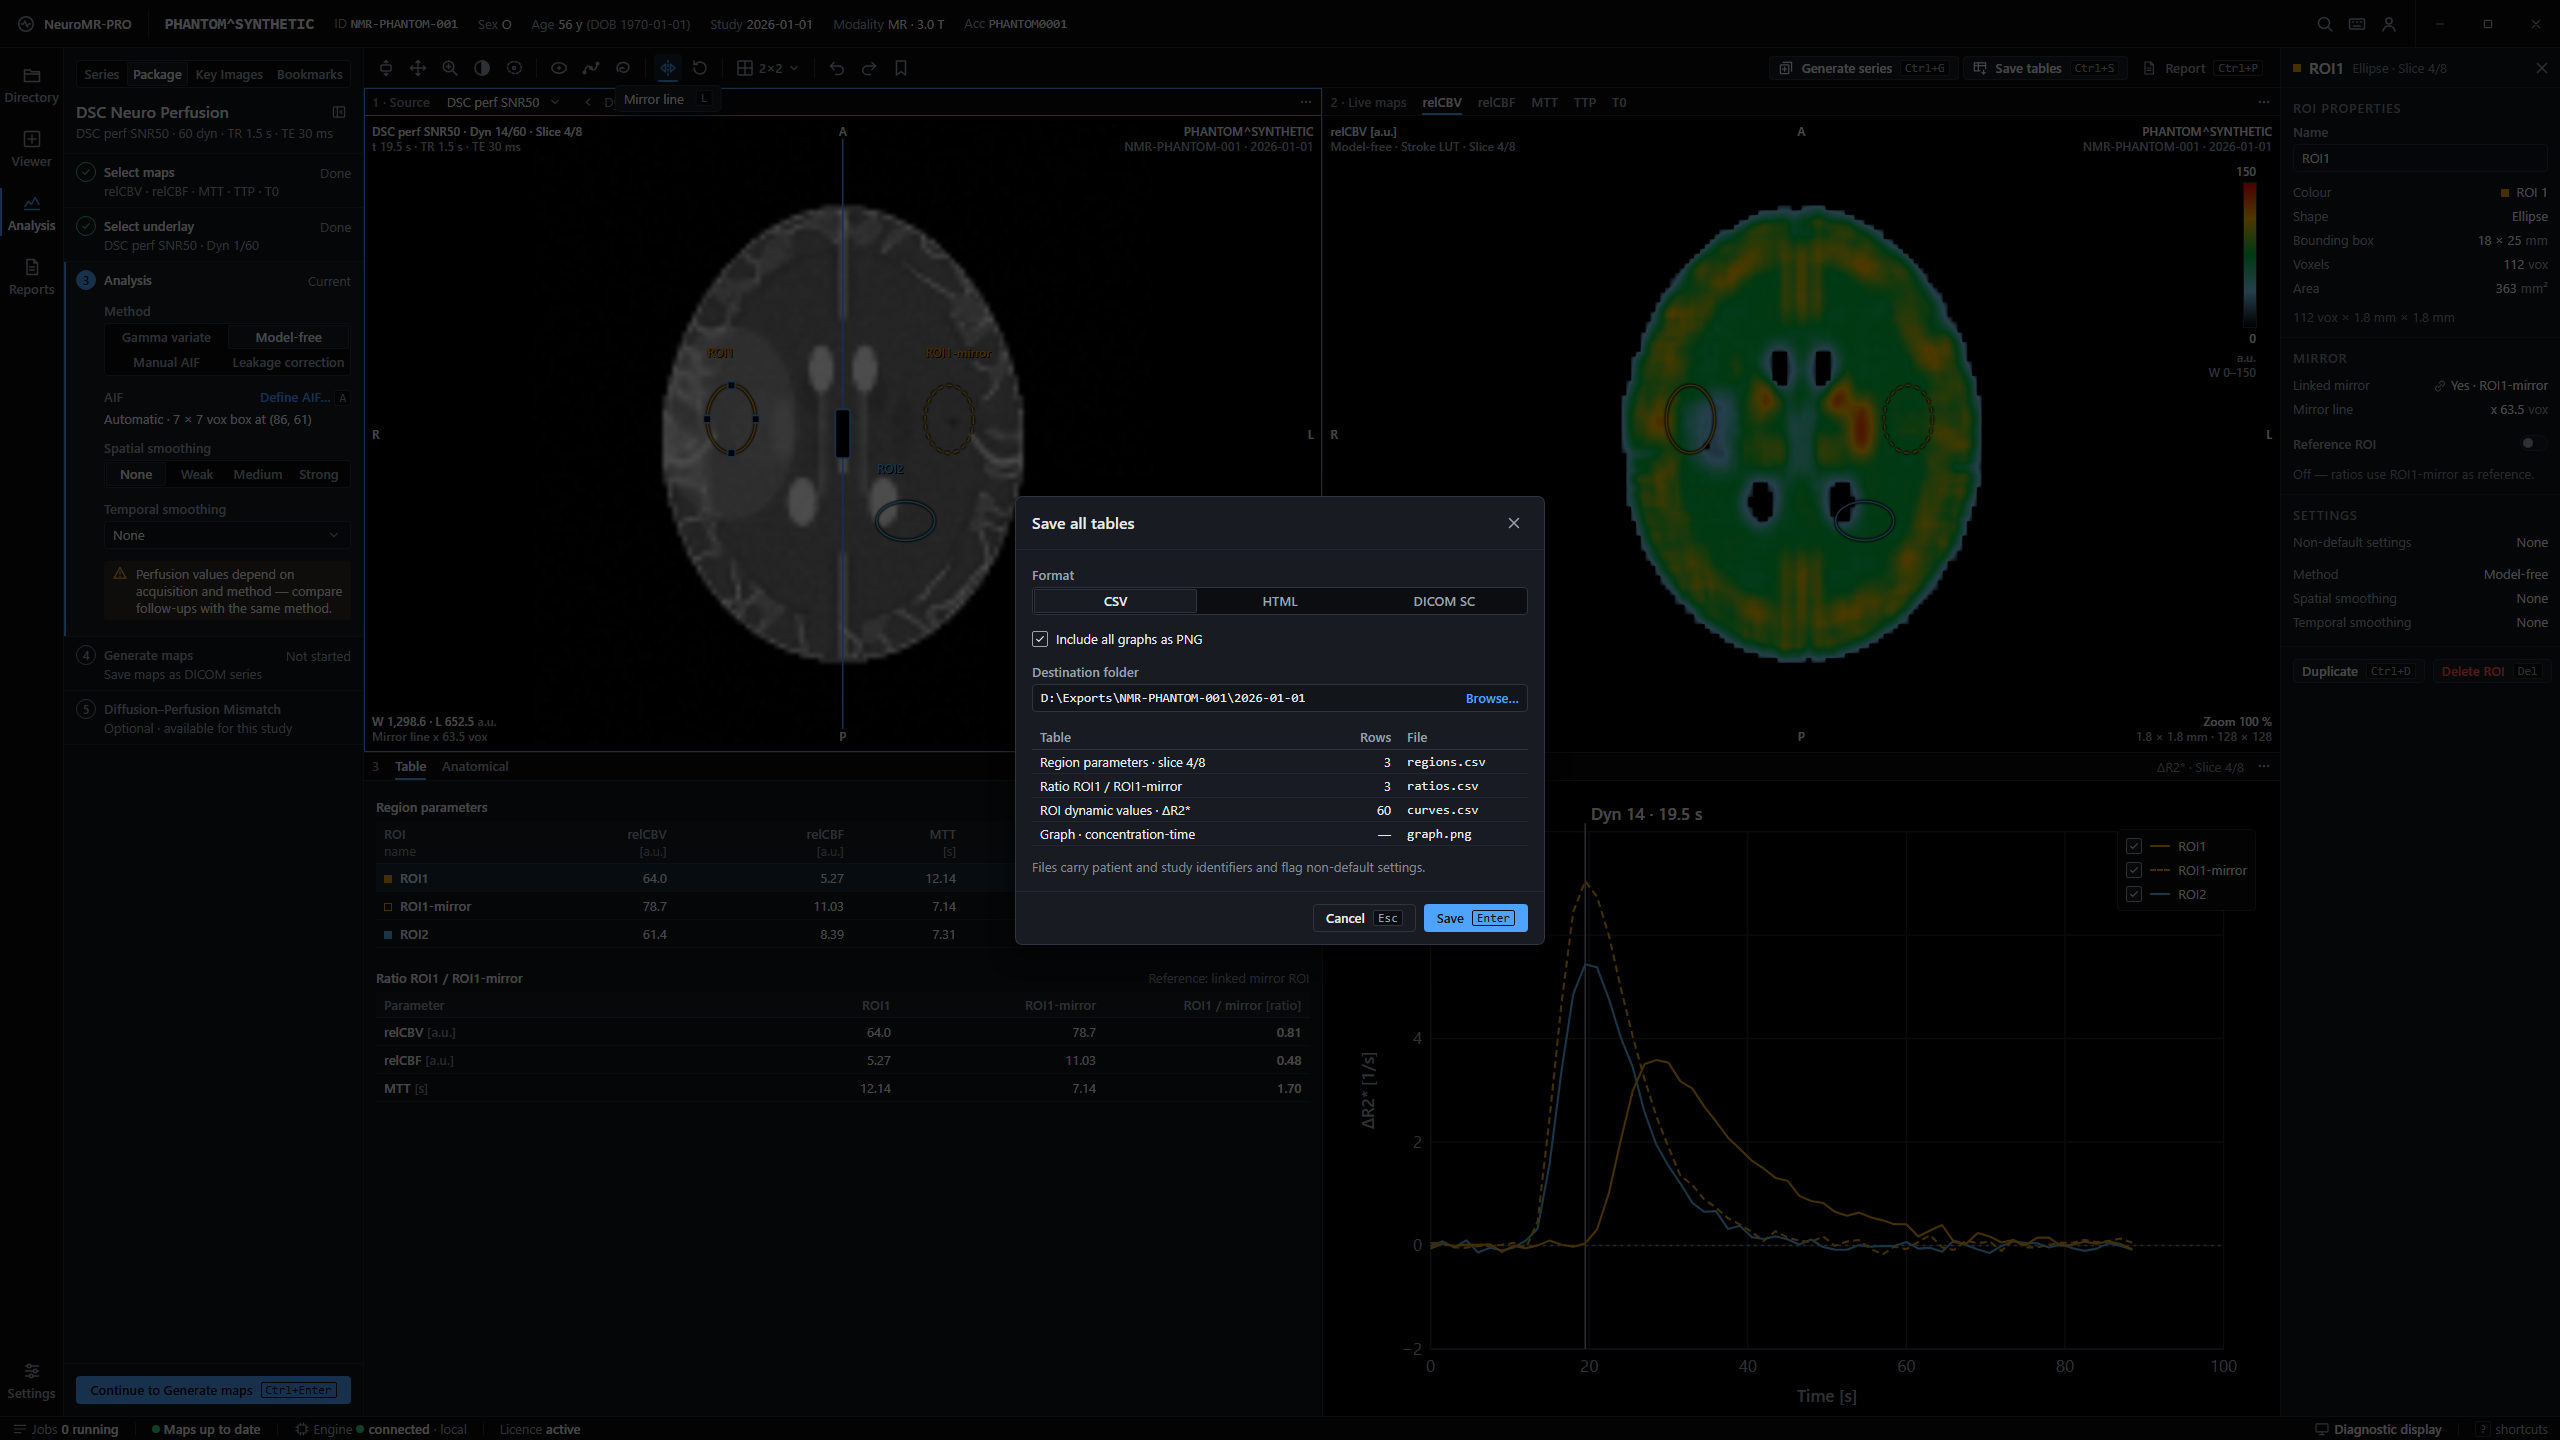 NeuroMR-PRO PHANTOM^SYNTHETIC ID NMR-PHANTOM-001 Sex O Age 56 y (DOB 1970-01-01) Study 2026-01-01 Modality MR · 3.0 T Acc PHANTOM0001
Directory
Viewer
Analysis
Reports
Settings
Series Package Key Images Bookmarks
DSC Neuro Perfusion
DSC perf SNR50 · 60 dyn · TR 1.5 s · TE 30 ms
Select maps Done
relCBV · relCBF · MTT · TTP · T0
Select underlay Done
DSC perf SNR50 · Dyn 1/60
3 Analysis Current
Method
Gamma variate Model-free
Manual AIF Leakage correction
AIF Define AIF... A
Automatic · 7 × 7 vox box at (86, 61)
Spatial smoothing
None Weak Medium Strong
Temporal smoothing
None
Perfusion values depend on
acquisition and method — compare
follow-ups with the same method.
4 Generate maps Not started
Save maps as DICOM series
5 Diffusion–Perfusion Mismatch
Optional · available for this study
Continue to Generate maps Ctrl+Enter
2×2
Generate series Ctrl+G Save tables Ctrl+S Report Ctrl+P
1 · Source DSC perf SNR50
Mirror line L
DSC perf SNR50 · Dyn 14/60 · Slice 4/8
t 19.5 s · TR 1.5 s · TE 30 ms
A
PHANTOM^SYNTHETIC
NMR-PHANTOM-001 · 2026-01-01
ROI1
ROI1-mirror
R
L
ROI2
W 1,298.6 · L 652.5 a.u.
Mirror line x 63.5 vox
P
2 · Live maps relCBV relCBF MTT TTP T0
relCBV [a.u.]
Model-free · Stroke LUT · Slice 4/8
A
PHANTOM^SYNTHETIC
NMR-PHANTOM-001 · 2026-01-01
150
0
a.u.
W 0–150
R
L
Zoom 100 %
1.8 × 1.8 mm · 128 × 128
P
Save all tables
Format
CSV HTML DICOM SC
Include all graphs as PNG
Destination folder
D:\Exports\NMR-PHANTOM-001\2026-01-01 Browse...
Table Rows File
Region parameters · slice 4/8 3 regions.csv
Ratio ROI1 / ROI1-mirror 3 ratios.csv
ROI dynamic values · ΔR2* 60 curves.csv
Graph · concentration-time — graph.png
Files carry patient and study identifiers and flag non-default settings.
Cancel Esc Save Enter
3 Table Anatomical
Region parameters
ROI relCBV relCBF MTT
name [a.u.] [a.u.] [s]
ROI1 64.0 5.27 12.14
ROI1-mirror 78.7 11.03 7.14
ROI2 61.4 8.39 7.31
Ratio ROI1 / ROI1-mirror Reference: linked mirror ROI
Parameter ROI1 ROI1-mirror ROI1 / mirror [ratio]
relCBV [a.u.] 64.0 78.7 0.81
relCBF [a.u.] 5.27 11.03 0.48
MTT [s] 12.14 7.14 1.70
ΔR2* · Slice 4/8
Dyn 14 · 19.5 s
ROI1
ROI1-mirror
ROI2
4
2
0
−2
ΔR2* [1/s]
0 20 40 60 80 100
Time [s]
ROI1 Ellipse · Slice 4/8
ROI PROPERTIES
Name
ROI1
Colour ROI 1
Shape Ellipse
Bounding box 18 × 25 mm
Voxels 112 vox
Area 363 mm²
112 vox × 1.8 mm × 1.8 mm
MIRROR
Linked mirror Yes · ROI1-mirror
Mirror line x 63.5 vox
Reference ROI
Off — ratios use ROI1-mirror as reference.
SETTINGS
Non-default settings None
Method Model-free
Spatial smoothing None
Temporal smoothing None
Duplicate Ctrl+D Delete ROI Del
Jobs 0 running Maps up to date Engine connected · local Licence active
Diagnostic display ? shortcuts